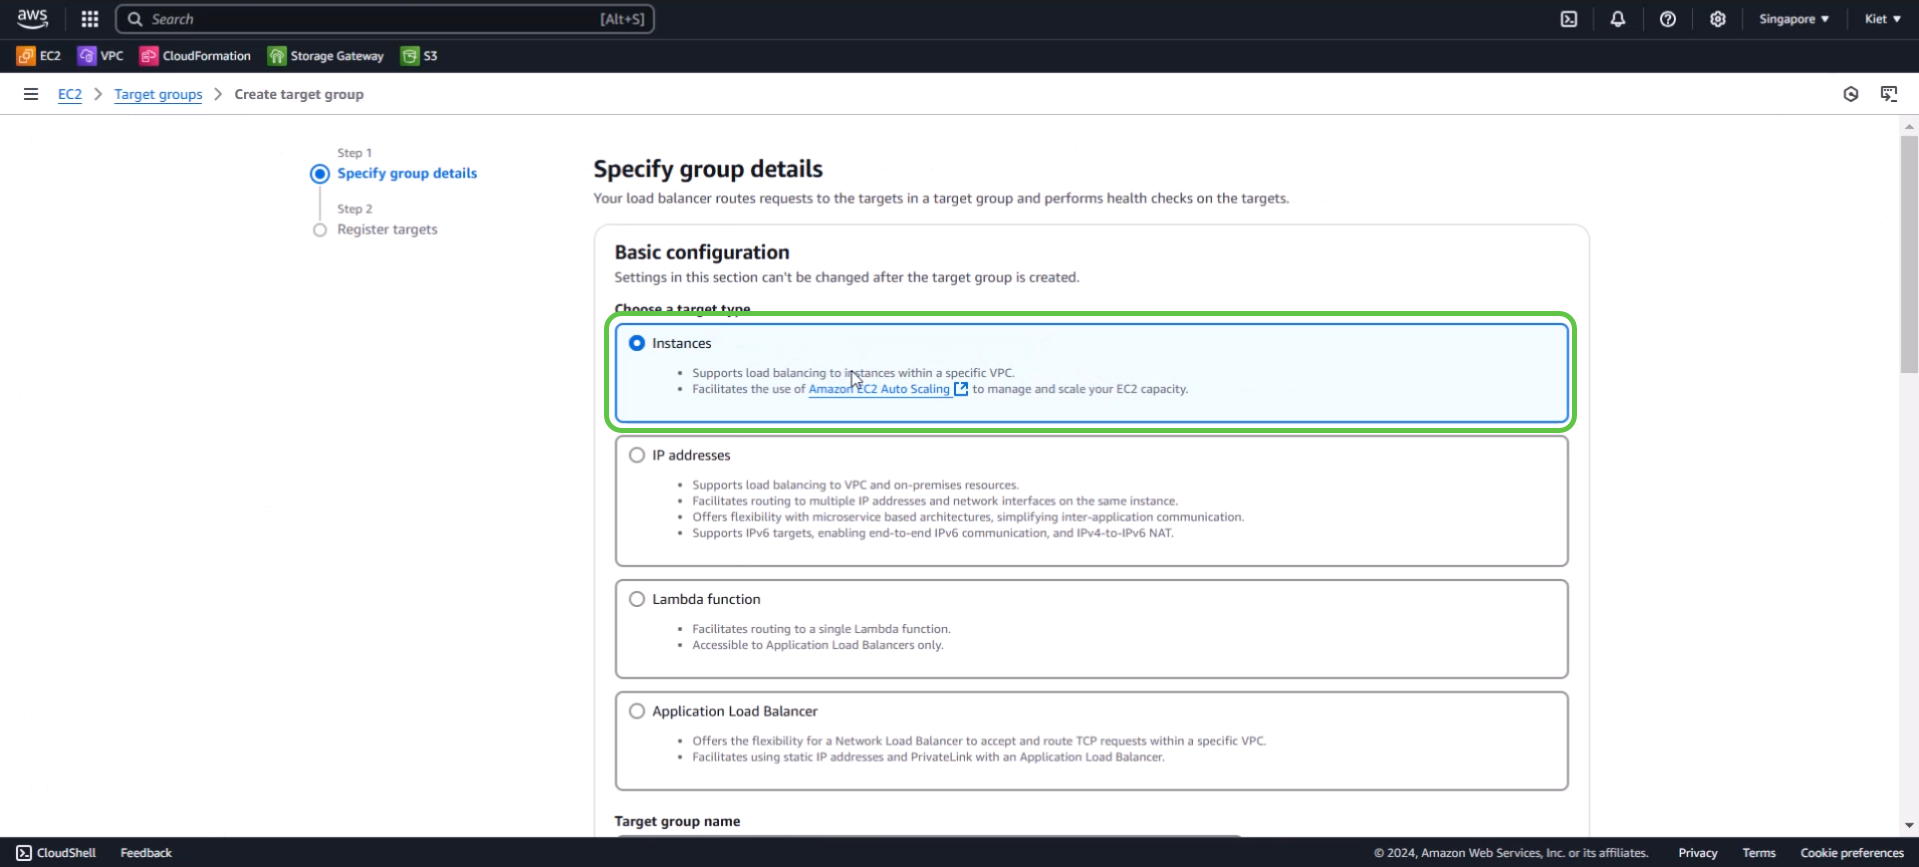 aws
Search [Alt+S]
Singapore ▼
Kiet ▼
EC2
VPC
CloudFormation
Storage Gateway
S3
EC2 > Target groups > Create target group
Step 1
Specify group details
Step 2
Register targets
Specify group details
Your load balancer routes requests to the targets in a target group and performs health checks on the targets.
Basic configuration
Settings in this section can't be changed after the target group is created.
Choose a target type
Instances
• Supports load balancing to instances within a specific VPC.
• Facilitates the use of Amazon EC2 Auto Scaling to manage and scale your EC2 capacity.
IP addresses
• Supports load balancing to VPC and on-premises resources.
• Facilitates routing to multiple IP addresses and network interfaces on the same instance.
• Offers flexibility with microservice based architectures, simplifying inter-application communication.
• Supports IPv6 targets, enabling end-to-end IPv6 communication, and IPv4-to-IPv6 NAT.
Lambda function
• Facilitates routing to a single Lambda function.
• Accessible to Application Load Balancers only.
Application Load Balancer
• Offers the flexibility for a Network Load Balancer to accept and route TCP requests within a specific VPC.
• Facilitates using static IP addresses and PrivateLink with an Application Load Balancer.
Target group name
CloudShell
Feedback
© 2024, Amazon Web Services, Inc. or its affiliates.
Privacy
Terms
Cookie preferences